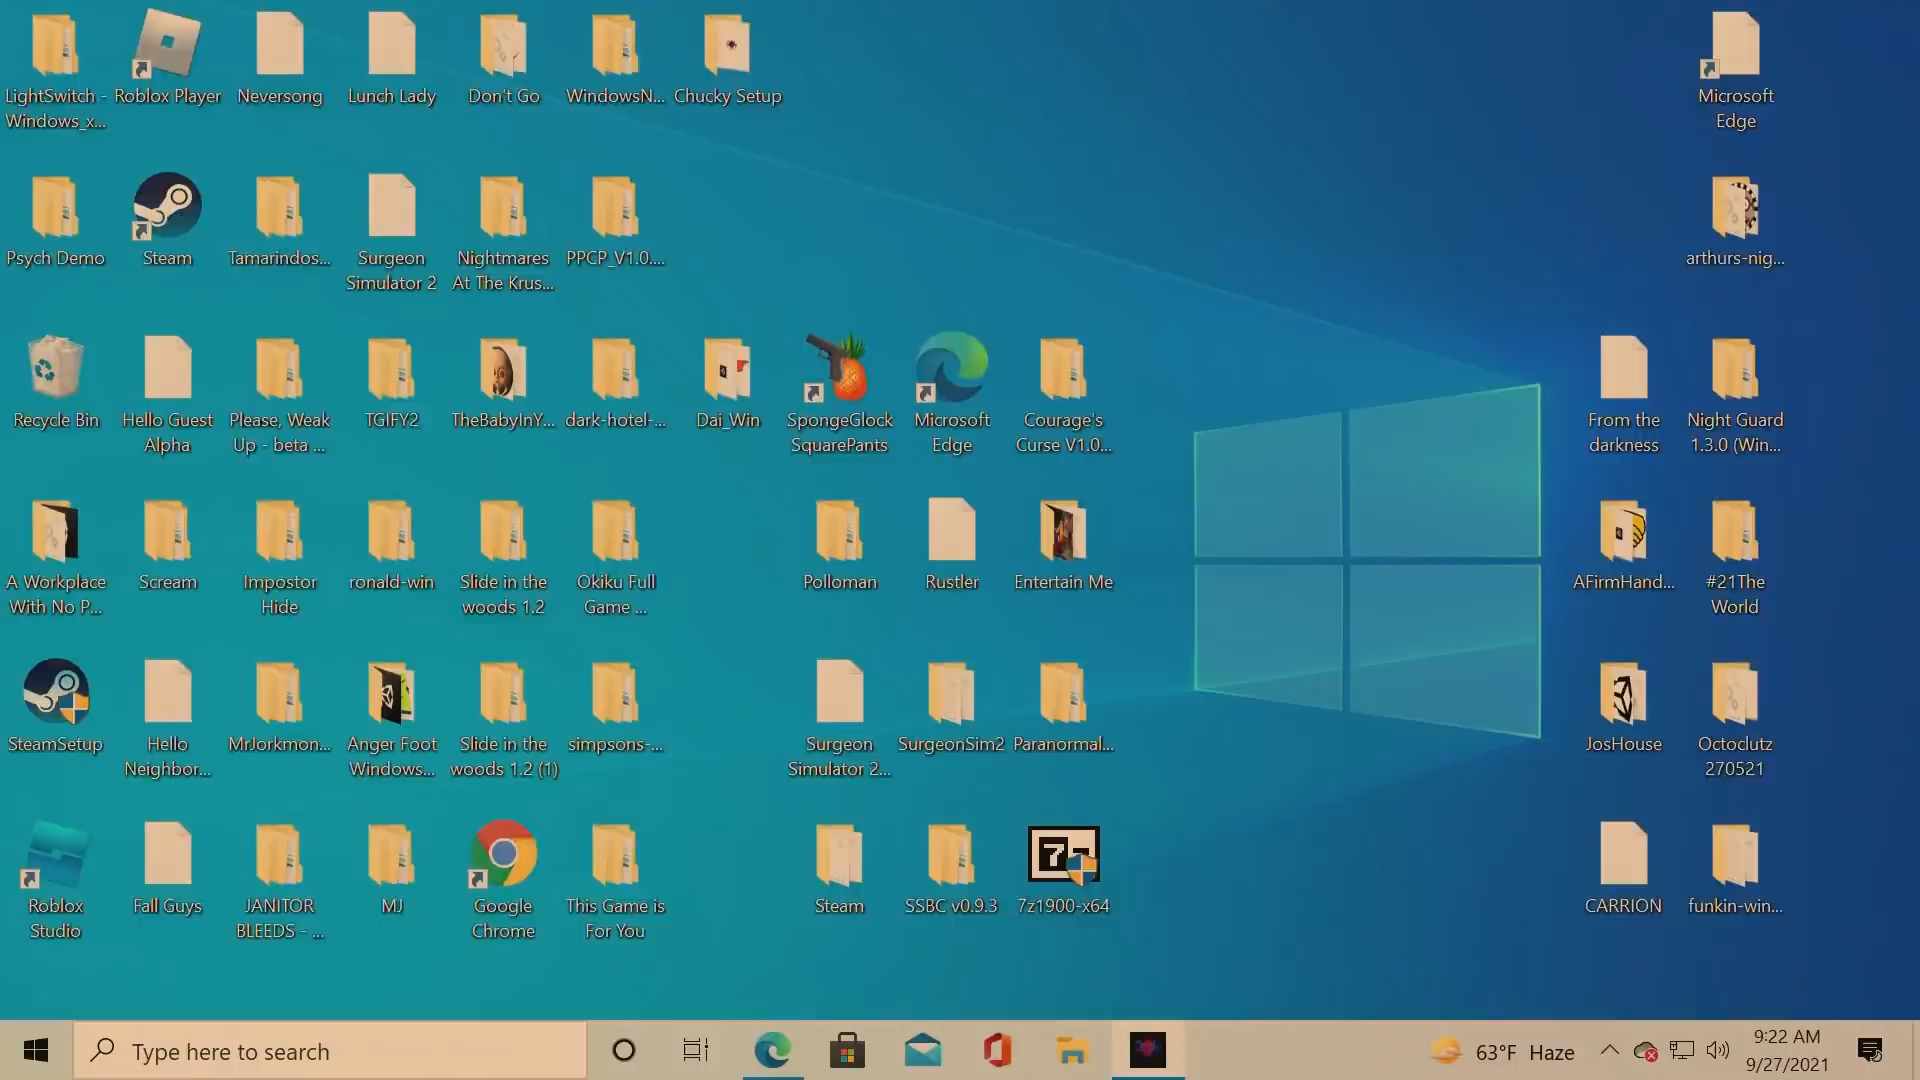 LightSwitch -
Windows_x...
Roblox Player
Neversong
Lunch Lady
Don't Go
WindowsN...
Chucky Setup
Microsoft
Edge
Psych Demo
Steam
Tamarindos...
Surgeon
Simulator 2
Nightmares
At The Krus...
PPCP_V1.0....
arthurs-nig...
Recycle Bin
Hello Guest
Alpha
Please, Weak
Up - beta ...
TGIFY2
TheBabyInY...
dark-hotel-...
Dai_Win
SpongeGlock
SquarePants
Microsoft
Edge
Courage's
Curse V1.0...
From the
darkness
Night Guard
1.3.0 (Win...
A Workplace
With No P...
Scream
Impostor
Hide
ronald-win
Slide in the
woods 1.2
Okiku Full
Game ...
Polloman
Rustler
Entertain Me
AFirmHand...
#21The
World
SteamSetup
Hello
Neighbor...
MrJorkmon...
Anger Foot
Windows...
Slide in the
woods 1.2 (1)
simpsons-...
Surgeon
Simulator 2...
SurgeonSim2
Paranormal...
JosHouse
Octoclutz
270521
Roblox
Studio
Fall Guys
JANITOR
BLEEDS - ...
MJ
Google
Chrome
This Game is
For You
Steam
SSBC v0.9.3
7z
7z1900-x64
CARRION
funkin-win...
Type here to search
63°F Haze
9:22 AM
9/27/2021